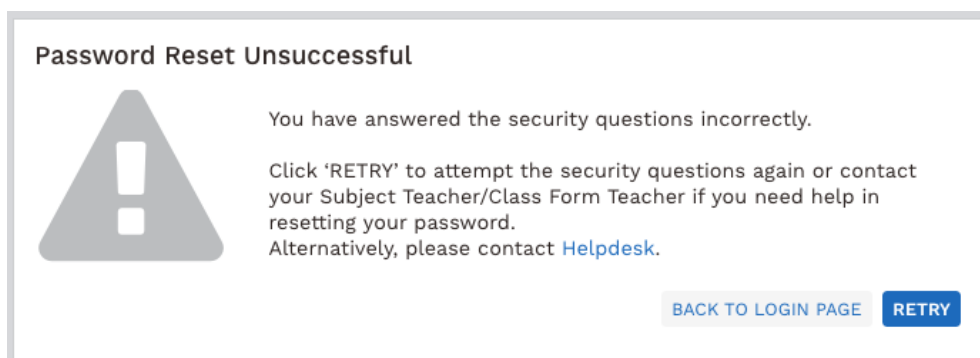 Password Reset Unsuccessful
You have answered the security questions incorrectly.
Click ‘RETRY’ to attempt the security questions again or contact
your Subject Teacher/Class Form Teacher if you need help in
resetting your password.
Alternatively, please contact Helpdesk.
BACK TO LOGIN PAGE
RETRY